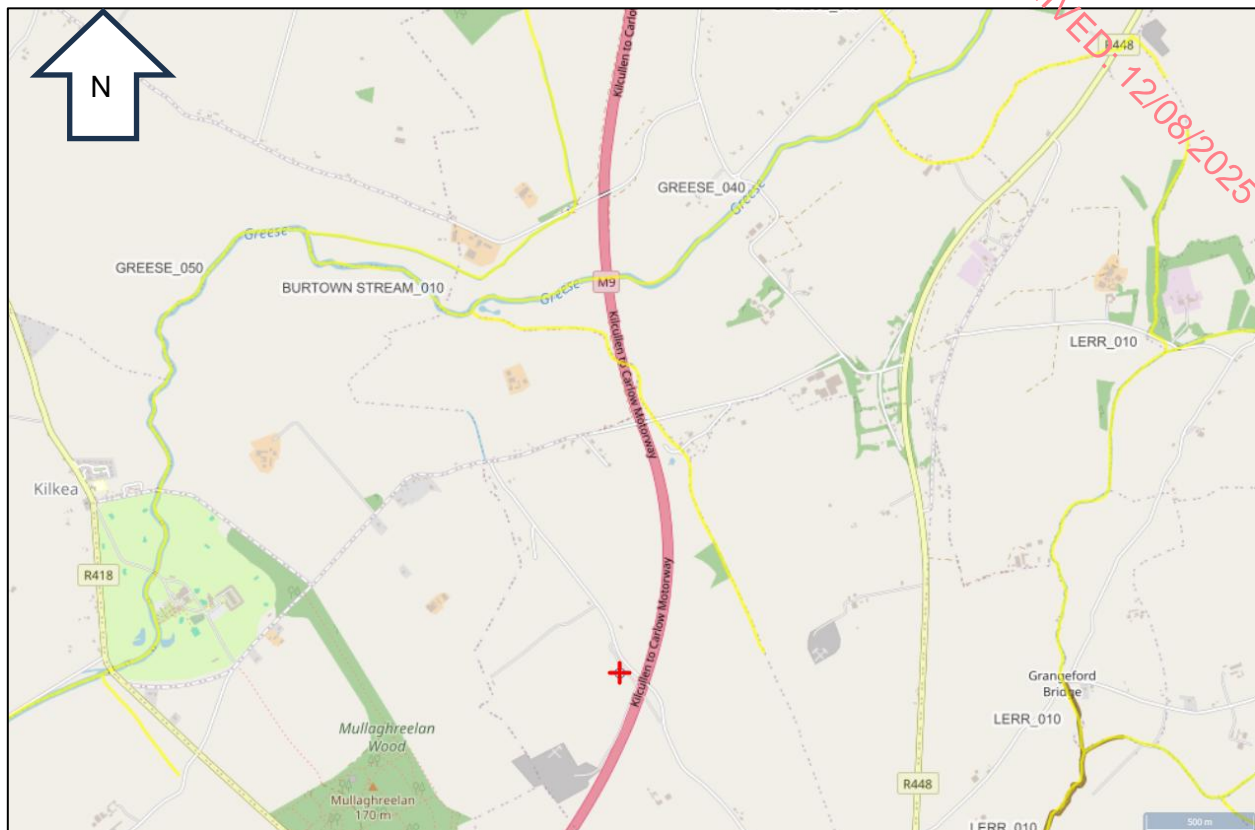 N
Kilcullen to Carlow
R448
12/08/2025
GREESE_040
Greese
Greese
GREESE_050
BURTOWN STREAM_010
Greese
M9
Kilcullen to Carlow Motorway
LERR_010
Kilkea
R418
Kilcullen to Carlow Motorway
Grangeford
Bridge
LERR_010
Mullaghreelan
Wood
Mullaghreelan
170 m
R448
500 m
LERR_010